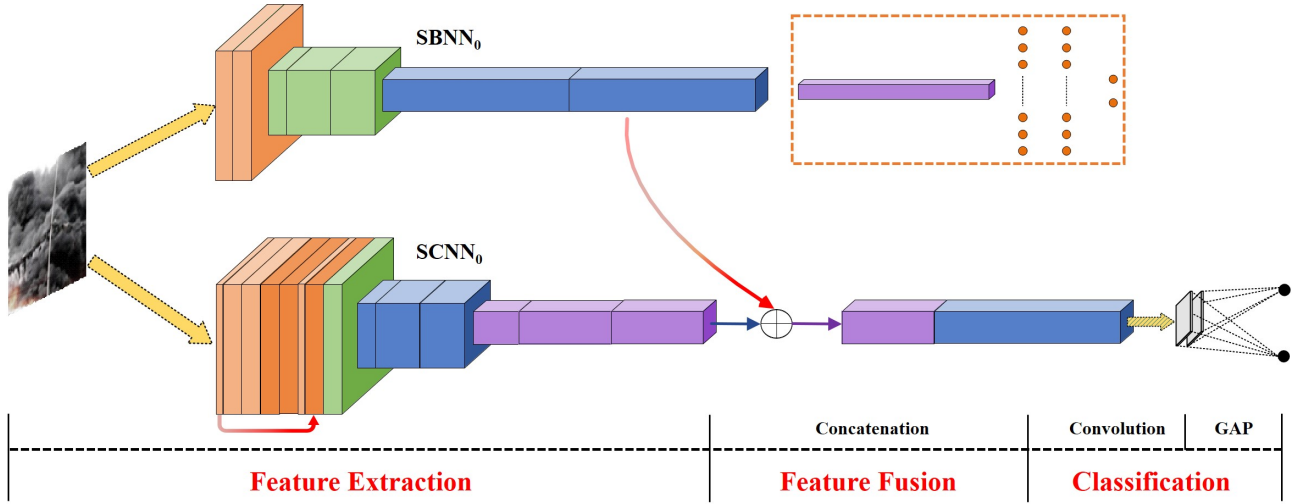 SBNN0
SCNN0
Concatenation
Convolution
GAP
Feature Extraction
Feature Fusion
Classification